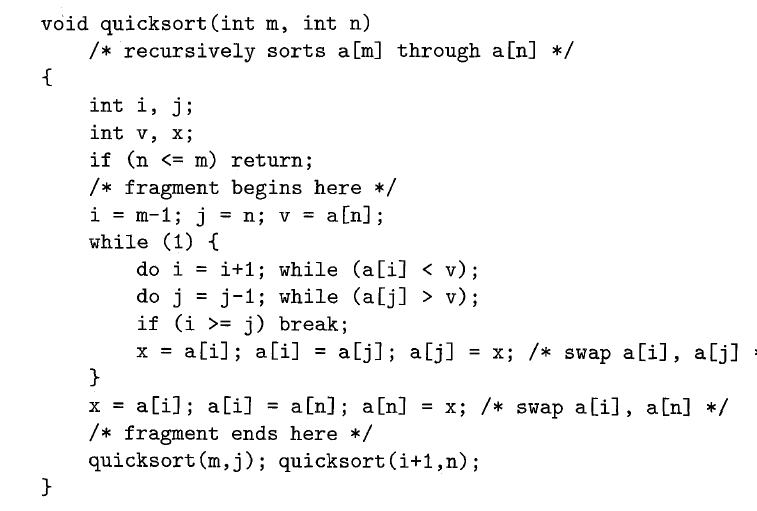 void quicksort(int m, int n)
    /* recursively sorts a[m] through a[n] */
{
    int i, j;
    int v, x;
    if (n <= m) return;
    /* fragment begins here */
    i = m-1; j = n; v = a[n];
    while (1) {
        do i = i+1; while (a[i] < v);
        do j = j-1; while (a[j] > v);
        if (i >= j) break;
        x = a[i]; a[i] = a[j]; a[j] = x; /* swap a[i], a[j]
    }
    x = a[i]; a[i] = a[n]; a[n] = x; /* swap a[i], a[n] */
    /* fragment ends here */
    quicksort(m,j); quicksort(i+1,n);
}